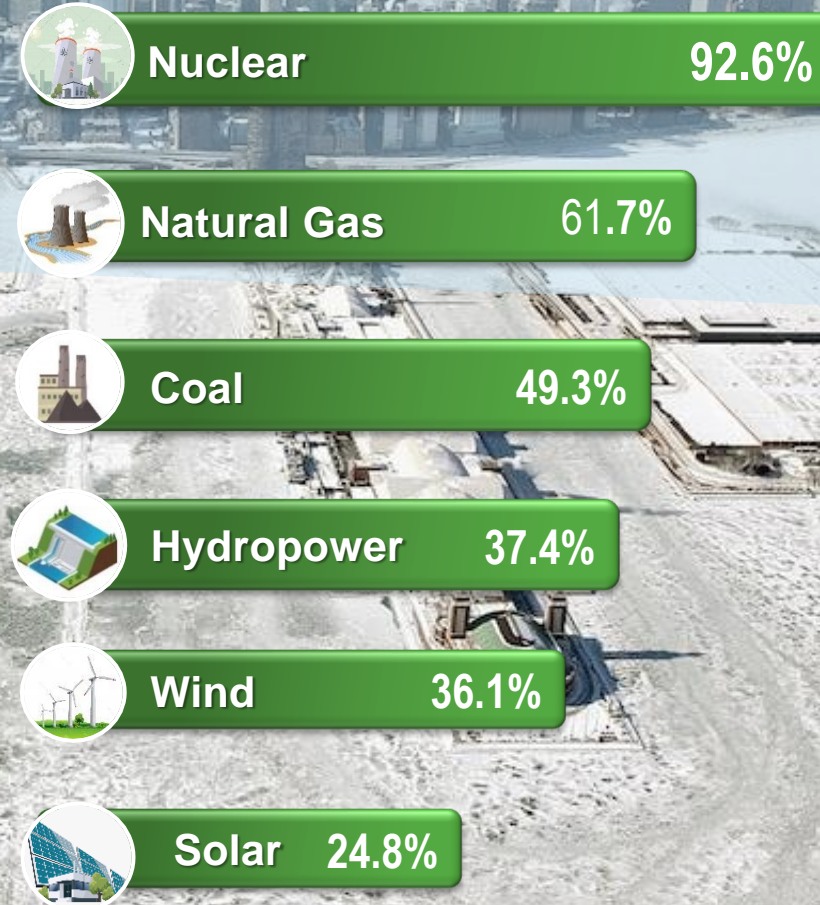 Nuclear 92.6%
Natural Gas 61.7%
Coal 49.3%
Hydropower 37.4%
Wind 36.1%
Solar 24.8%